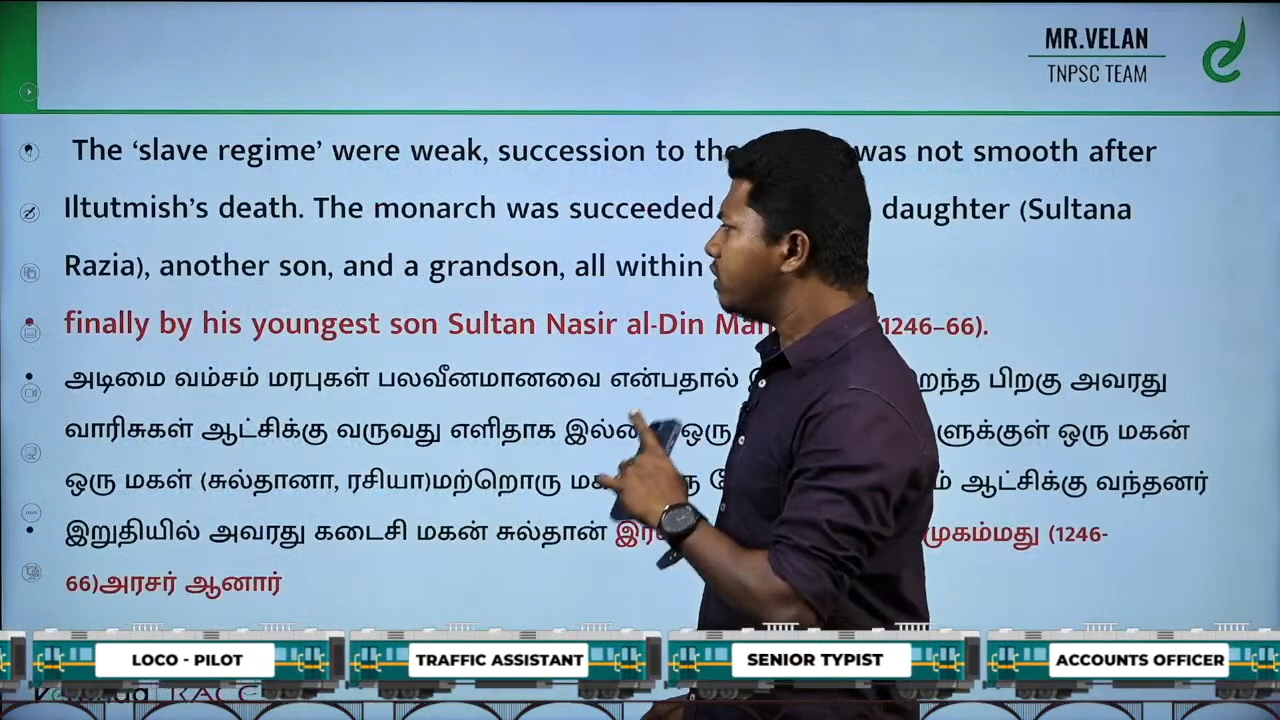 MR.VELAN
TNPSC TEAM
The ‘slave regime’ were weak, succession to the was not smooth after
Iltutmish’s death. The monarch was succeeded daughter (Sultana
Razia), another son, and a grandson, all within
finally by his youngest son Sultan Nasir al-Din (1246–66).
அடிமை வம்சம் மரபுகள் பலவீனமானவை என்பதால் பிறகு அவரது
வாரிசுகள் ஆட்சிக்கு வருவது எளிதாக ஒரு ஒரு மகன்
ஒரு மகள் (சுல்தானா, ரசியா)மற்றொரு ஆட்சிக்கு வந்தனர்
இறுதியில் அவரது கடைசி மகன் சுல்தான் முகம்மது (1246-
66)அரசர் ஆனார்
LOCO - PILOT
TRAFFIC ASSISTANT
SENIOR TYPIST
ACCOUNTS OFFICER
RACE